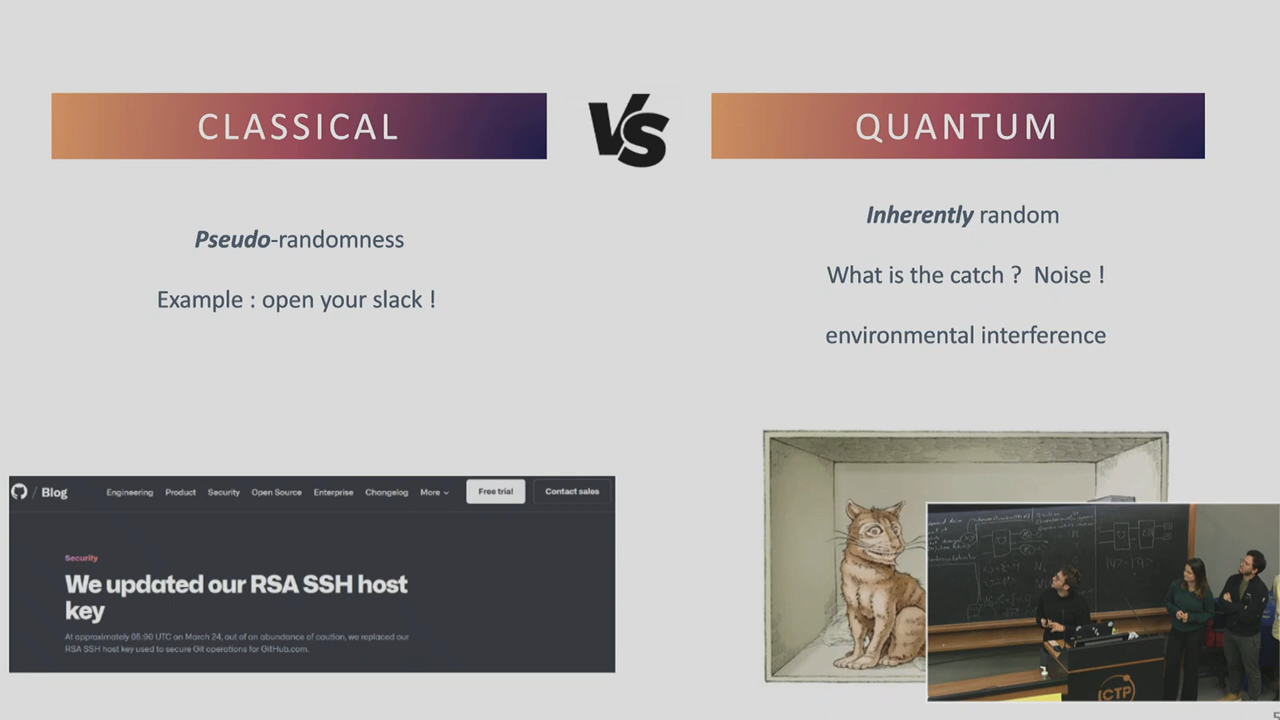 CLASSICAL
VS
QUANTUM
Pseudo-randomness
Example : open your slack !
Inherently random
What is the catch ? Noise !
environmental interference
/ Blog
Engineering Product Security Open Source Enterprise Changelog More Free trial Contact sales
Security
We updated our RSA SSH host
key
At approximately 05:00 UTC on March 24, out of an abundance of caution, we replaced our
RSA SSH host key used to secure Git operations for GitHub.com.
ICTP